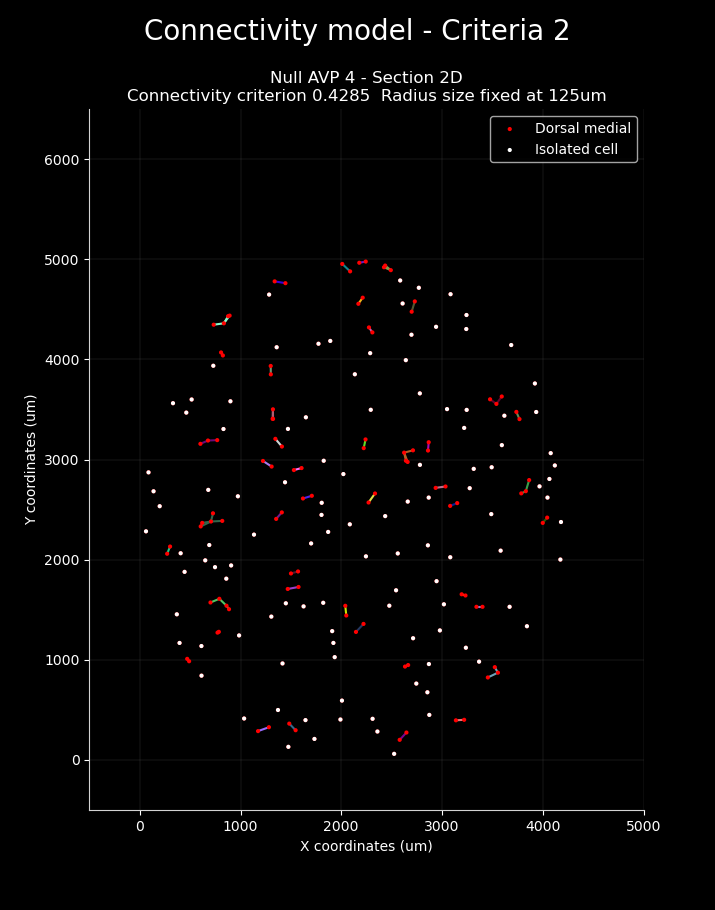 Connectivity model - Criteria 2
Null AVP 4 - Section 2D
Connectivity criterion 0.4285  Radius size fixed at 125um
Dorsal medial
Isolated cell
6000
5000
4000
3000
2000
1000
0
Y coordinates (um)
0 1000 2000 3000 4000 5000
X coordinates (um)